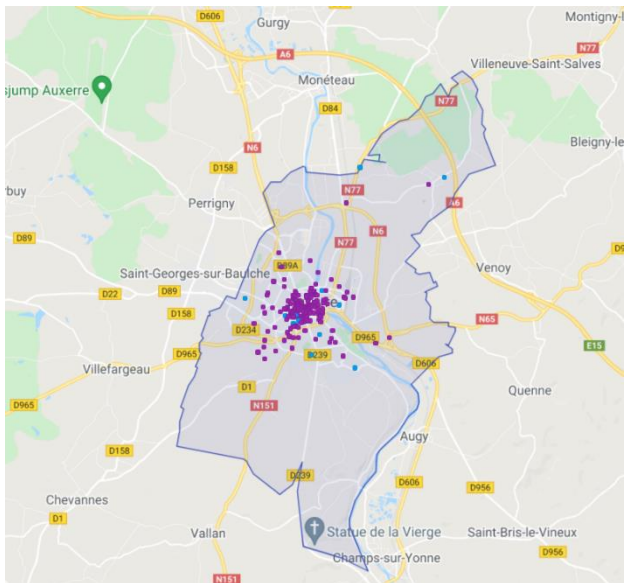 D606
Gurgy
Montigny-l
A6
N77
Villeneuve-Saint-Salves
sjump Auxerre
Monéteau
D84
N77
N6
Bleigny-le
D158
rbuy
Perrigny
N77
A6
D89
N6
D9
N77
D89A
Saint-Georges-sur-Baulche
Venoy
D22
D89
D158
N65
D234
D965
E15
D965
D239
D606
Villefargeau
D1
Quenne
D965
N151
Augy
D158
D239
D606
D956
Chevannes
D1
Vallan
Statue de la Vierge
Saint-Bris-le-Vineux
D956
Champs-sur-Yonne
N151